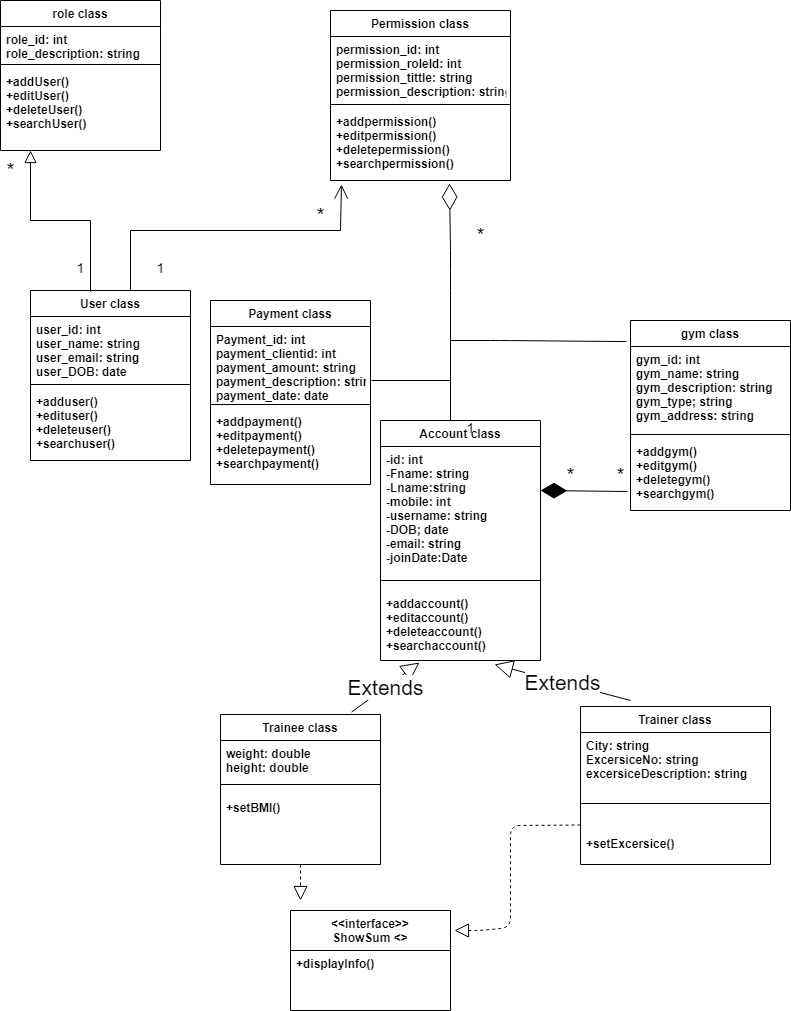 role class
role_id: int
role_description: string
+addUser()
+editUser()
+deleteUser()
+searchUser()
Permission class
permission_id: int
permission_roleId: int
permission_tittle: string
permission_description: string
+addpermission()
+editpermission()
+deletepermission()
+searchpermission()
*
*
*
1
1
User class
user_id: int
user_name: string
user_email: string
user_DOB: date
+adduser()
+edituser()
+deleteuser()
+searchuser()
Payment class
Payment_id: int
payment_clientid: int
payment_amount: string
payment_description: strin
payment_date: date
+addpayment()
+editpayment()
+deletepayment()
+searchpayment()
gym class
gym_id: int
gym_name: string
gym_description: string
gym_type; string
gym_address: string
+addgym()
+editgym()
+deletegym()
+searchgym()
1
Account class
-id: int
-Fname: string
-Lname:string
-mobile: int
-username: string
-DOB; date
-email: string
-joinDate:Date
+addaccount()
+editaccount()
+deleteaccount()
+searchaccount()
*
*
Extends
Extends
Trainee class
weight: double
height: double
+setBMI()
Trainer class
City: string
ExcersiceNo: string
excersiceDescription: string
+setExcersice()
<<interface>>
ShowSum <>
+displayInfo()